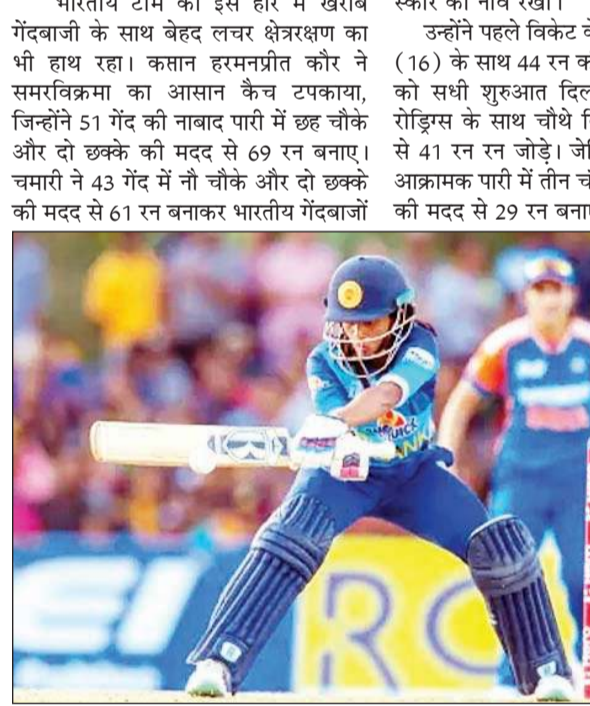 भारतीय टीम की इस हार में खराब
गेंदबाजी के साथ बेहद लचर क्षेत्ररक्षण का
भी हाथ रहा। कप्तान हरमनप्रीत कौर ने
समरविक्रमा का आसान कैच टपकाया,
जिन्होंने 51 गेंद की नाबाद पारी में छह चौके
और दो छक्के की मदद से 69 रन बनाए।
चमारी ने 43 गेंद में नौ चौके और दो छक्के
की मदद से 61 रन बनाकर भारतीय गेंदबाजों
स्कोर की नींव रखी।
उन्होंने पहले विकेट
(16) के साथ 44 रन
को सधी शुरुआत
रोड्रिग्स के साथ चौथे
से 41 रन रन जोड़े।
आक्रामक पारी में तीन
की मदद से 29 रन
RC